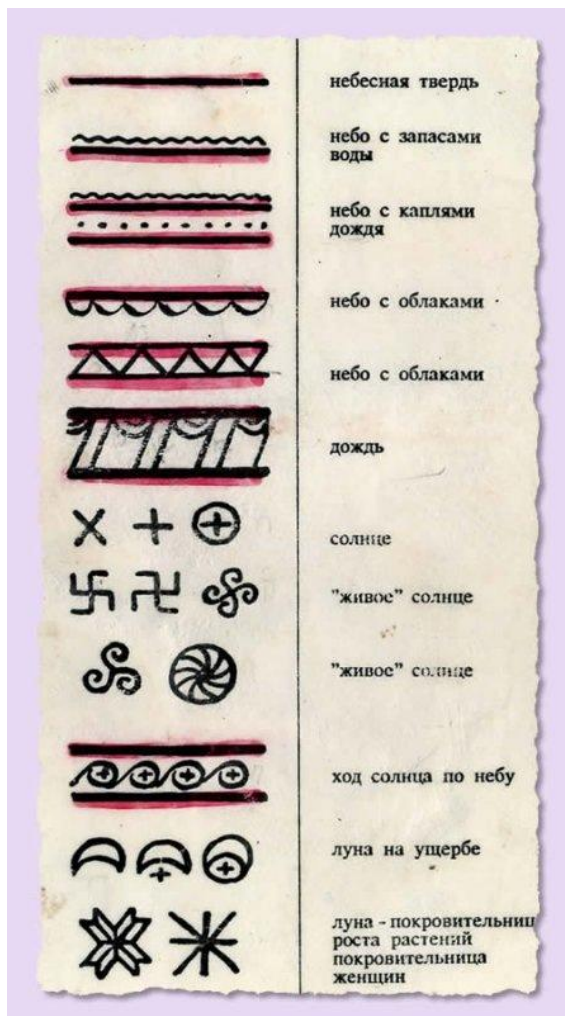 небесная твердь
небо с запасами
воды
небо с каплями
дождя
небо с облаками
небо с облаками
дождь
солнце
"живое" солнце
"живое" солнце
ход солнца по небу
луна на ущербе
луна - покровительниц
роста растений
покровительница
женщин